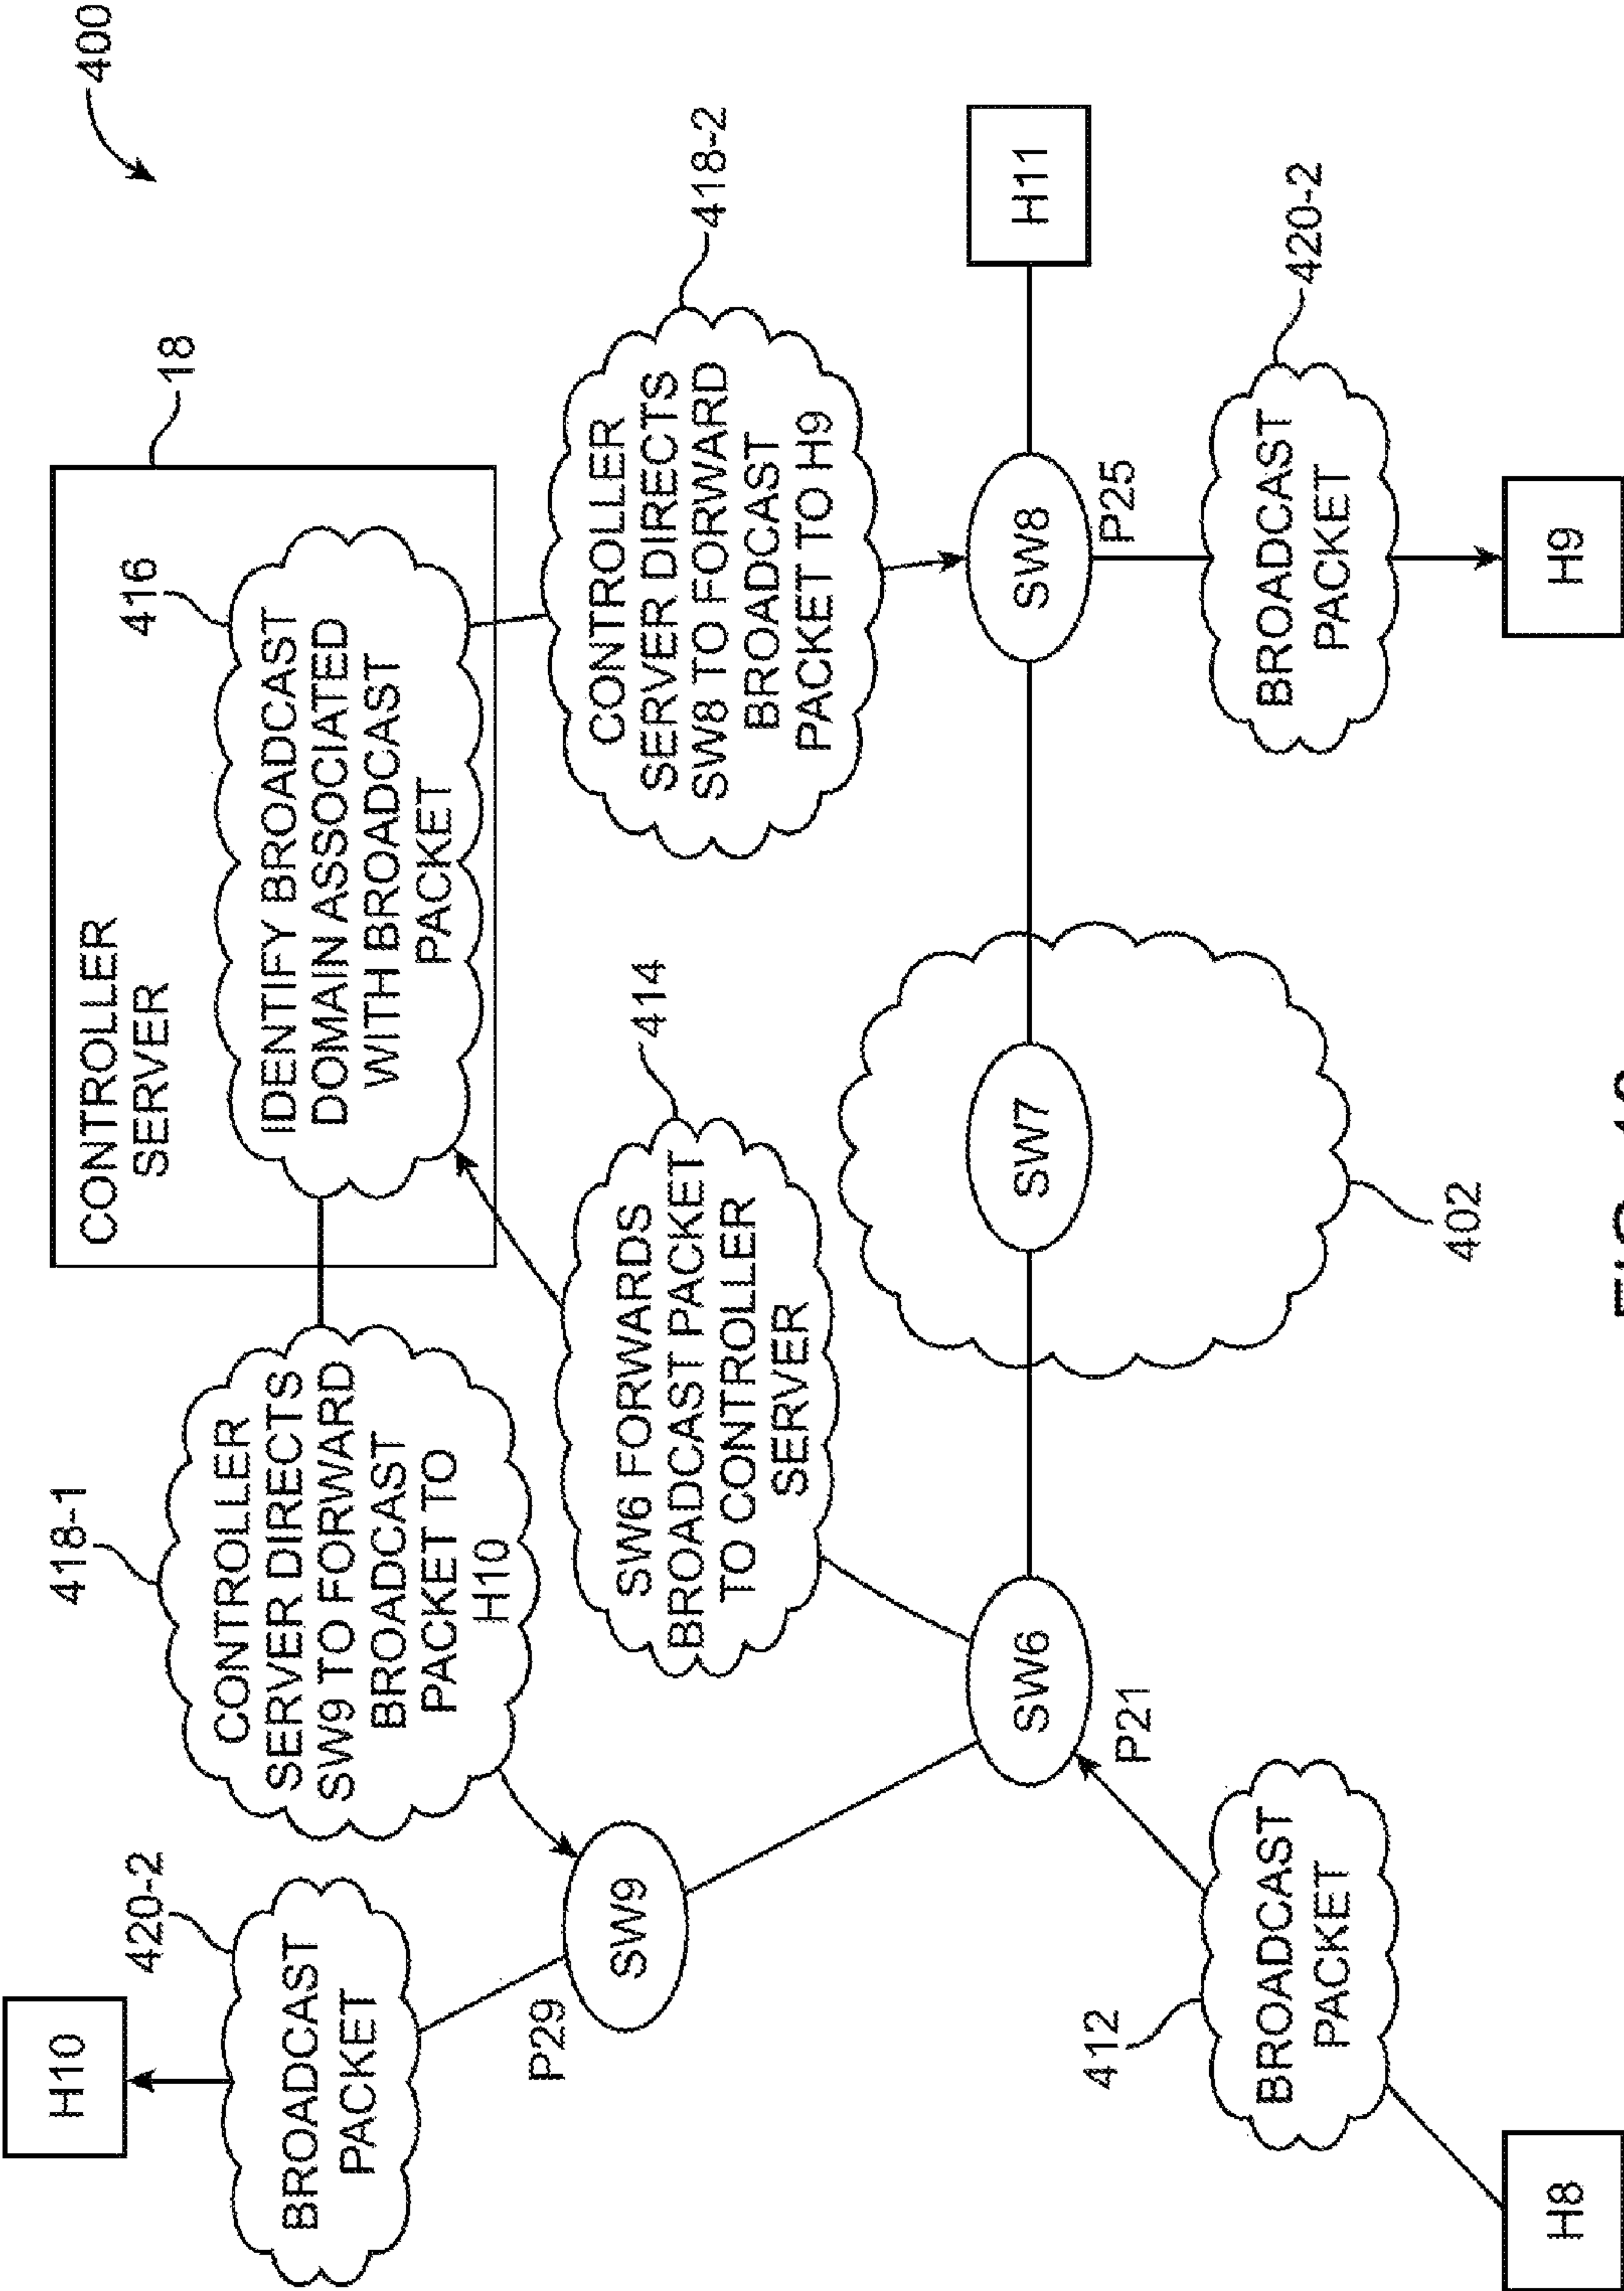 400
H10
420-2
BROADCAST
PACKET
P29
SW9
418-1
CONTROLLER
SERVER DIRECTS
SW9 TO FORWARD
BROADCAST
PACKET TO
H10
CONTROLLER
SERVER
18
416
IDENTIFY BROADCAST
DOMAIN ASSOCIATED
WITH BROADCAST
PACKET
414
SW6 FORWARDS
BROADCAST PACKET
TO CONTROLLER
SERVER
418-2
CONTROLLER
SERVER DIRECTS
SW8 TO FORWARD
BROADCAST
PACKET TO H9
SW6
P21
SW7
402
SW8
P25
H11
412
BROADCAST
PACKET
H8
420-2
BROADCAST
PACKET
H9